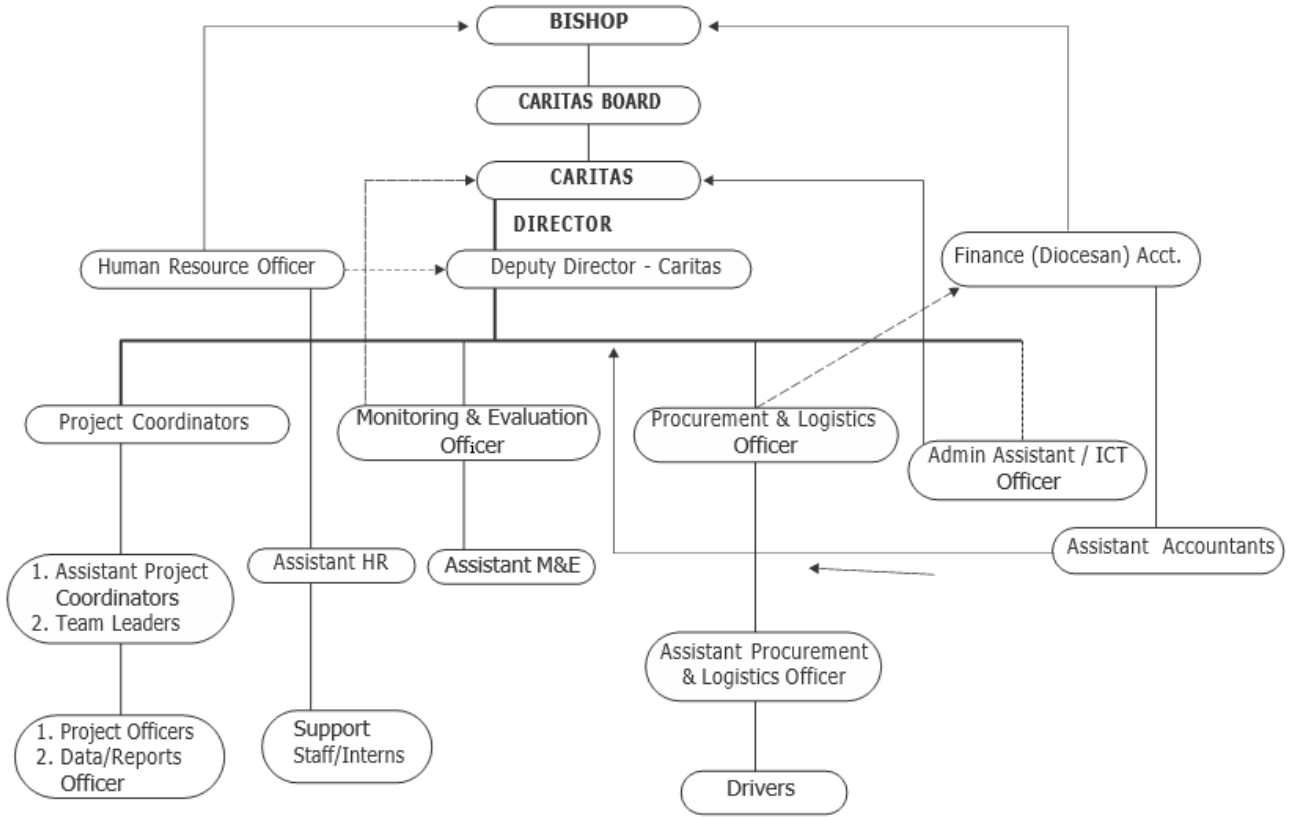 BISHOP
CARITAS BOARD
CARITAS
DIRECTOR
Human Resource Officer
Deputy Director - Caritas
Finance (Diocesan) Acct.
Project Coordinators
Monitoring & Evaluation
Officer
Procurement & Logistics
Officer
Admin Assistant / ICT
Officer
1. Assistant Project
Coordinators
2. Team Leaders
Assistant HR
Assistant M&E
Assistant Accountants
Assistant Procurement
& Logistics Officer
1. Project Officers
2. Data/Reports
Officer
Support
Staff/Interns
Drivers